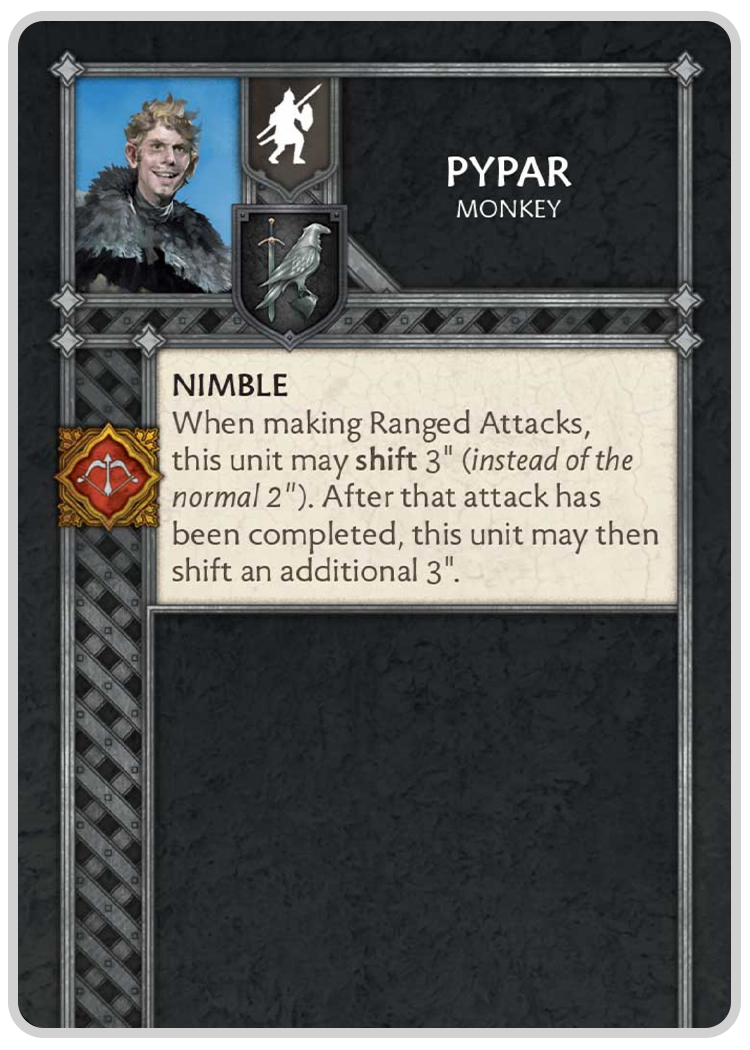 PYPAR
MONKEY
NIMBLE
When making Ranged Attacks,
this unit may shift 3" (instead of the
normal 2"). After that attack has
been completed, this unit may then
shift an additional 3".